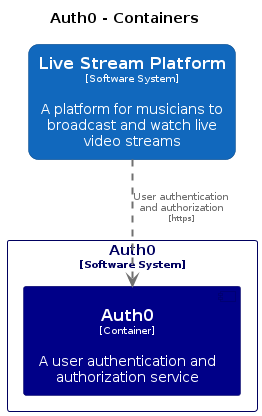 Auth0 - Containers
Live Stream Platform
[Software System]
A platform for musicians to
broadcast and watch live
video streams
User authentication
and authorization
[https]
Auth0
[Software System]
Auth0
[Container]
A user authentication and
authorization service